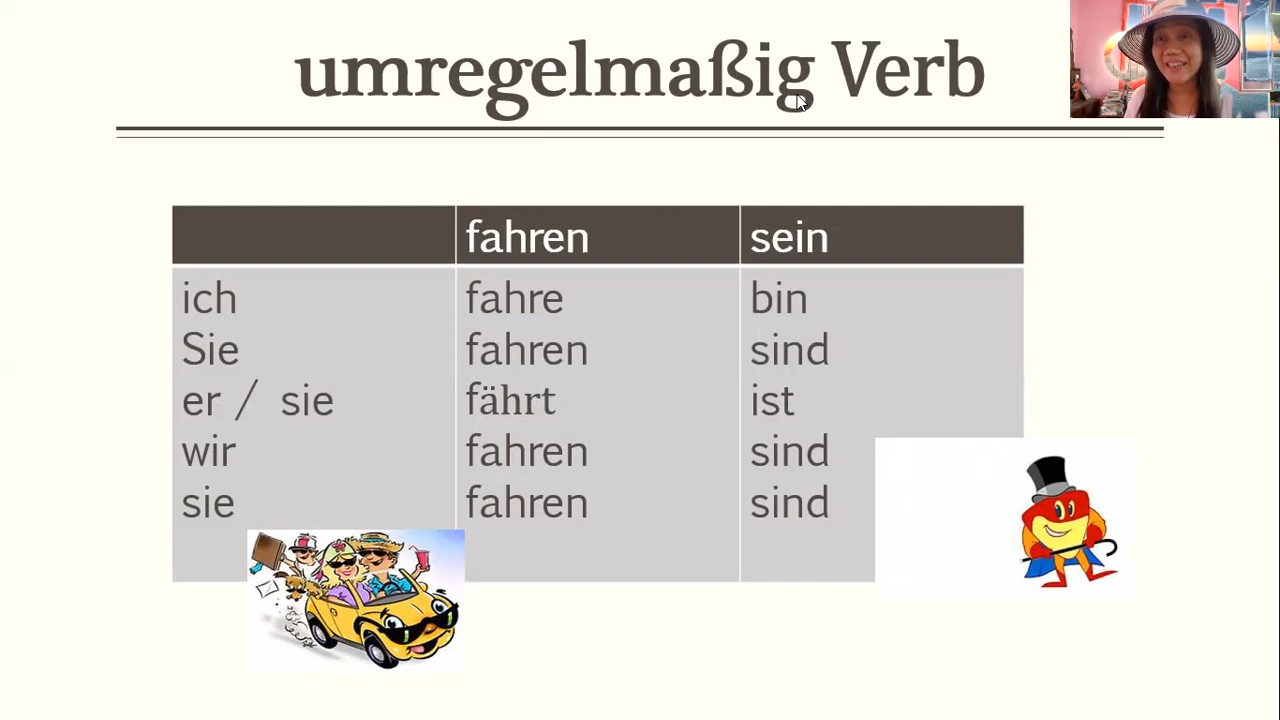 umregelmaßig Verb
fahren sein
ich fahre bin
Sie fahren sind
er / sie fährt ist
wir fahren sind
sie fahren sind